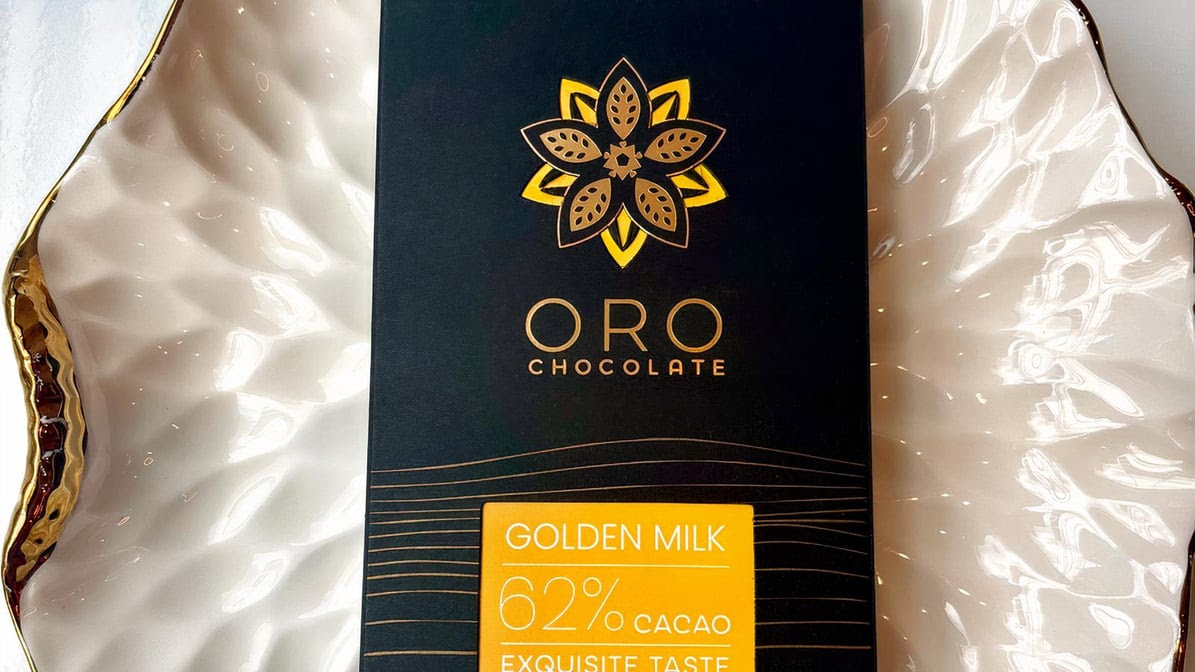 ORO
CHOCOLATE
GOLDEN MILK
62% CACAO
EXQUISITE TASTE